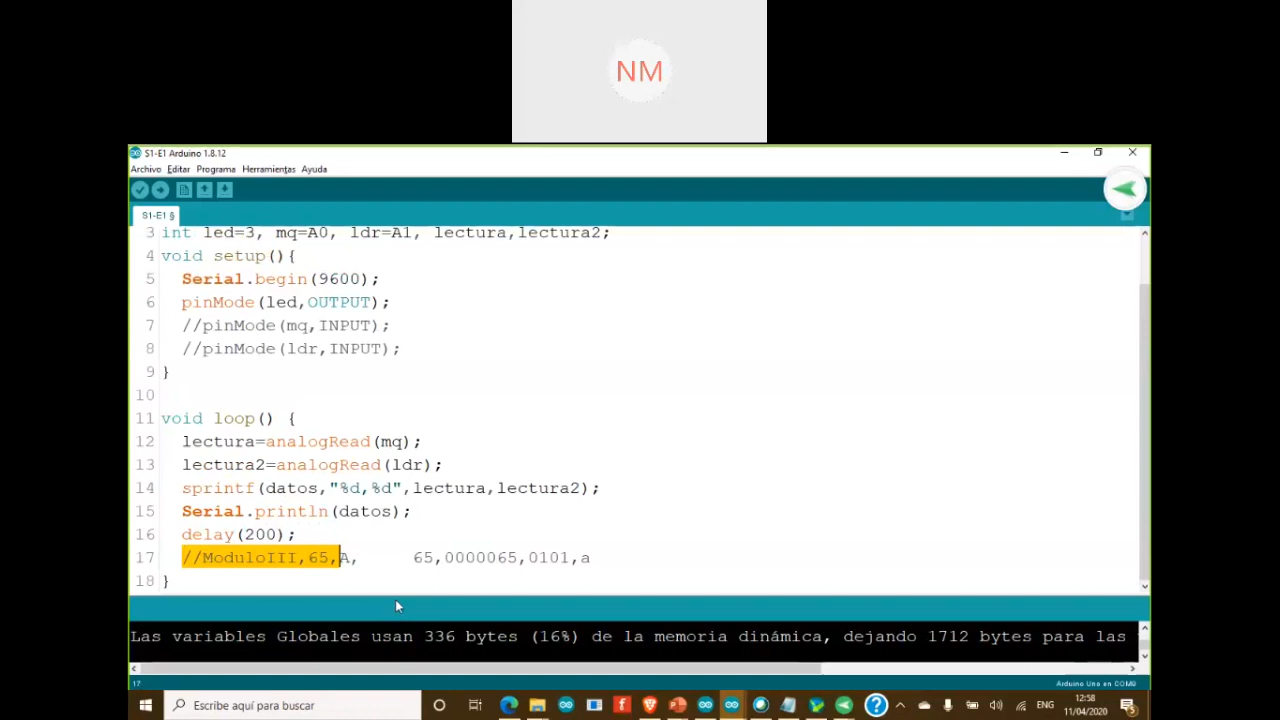 NM
S1-E1 Arduino 1.8.12
Archivo Editar Programa Herramientas Ayuda
S1-E1 §
3 int led=3, mq=A0, ldr=A1, lectura,lectura2;
4 void setup(){
5 Serial.begin(9600);
6 pinMode(led,OUTPUT);
7 //pinMode(mq,INPUT);
8 //pinMode(ldr,INPUT);
9 }
10
11 void loop() {
12 lectura=analogRead(mq);
13 lectura2=analogRead(ldr);
14 sprintf(datos,"%d,%d",lectura,lectura2);
15 Serial.println(datos);
16 delay(200);
17 //ModuloIII,65,A, 65,0000065,0101,a
18 }
Las variables Globales usan 336 bytes (16%) de la memoria dinámica, dejando 1712 bytes para las
17 Arduino Uno en COM9
Escribe aquí para buscar
ENG
12:58
11/04/2020
5